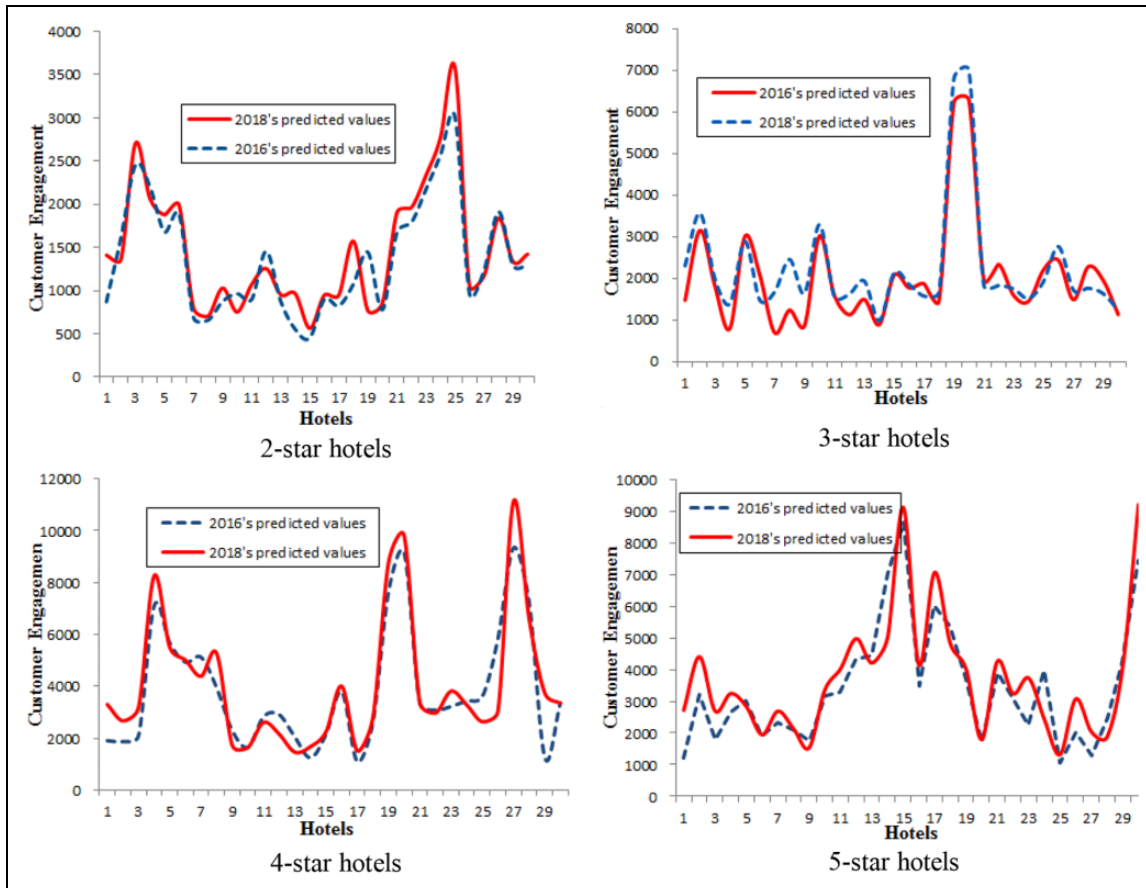 4000
3500
3000
2500
2000
1500
1000
500
0
Customer Engagement
2018's predicted values
2016's predicted values
1 3 5 7 9 11 13 15 17 19 21 23 25 27 29
Hotels
2-star hotels
8000
7000
6000
5000
4000
3000
2000
1000
0
Customer Engagement
2016's predicted values
2018's predicted values
1 3 5 7 9 11 13 15 17 19 21 23 25 27 29
Hotels
3-star hotels
12000
10000
8000
6000
4000
2000
0
Customer Engagemen
2016's predicted values
2018's predicted values
1 3 5 7 9 11 13 15 17 19 21 23 25 27 29
Hotels
4-star hotels
10000
9000
8000
7000
6000
5000
4000
3000
2000
1000
0
Customer Engagement
2016's predicted values
2018's predicted values
1 3 5 7 9 11 13 15 17 19 21 23 25 27 29
Hotels
5-star hotels